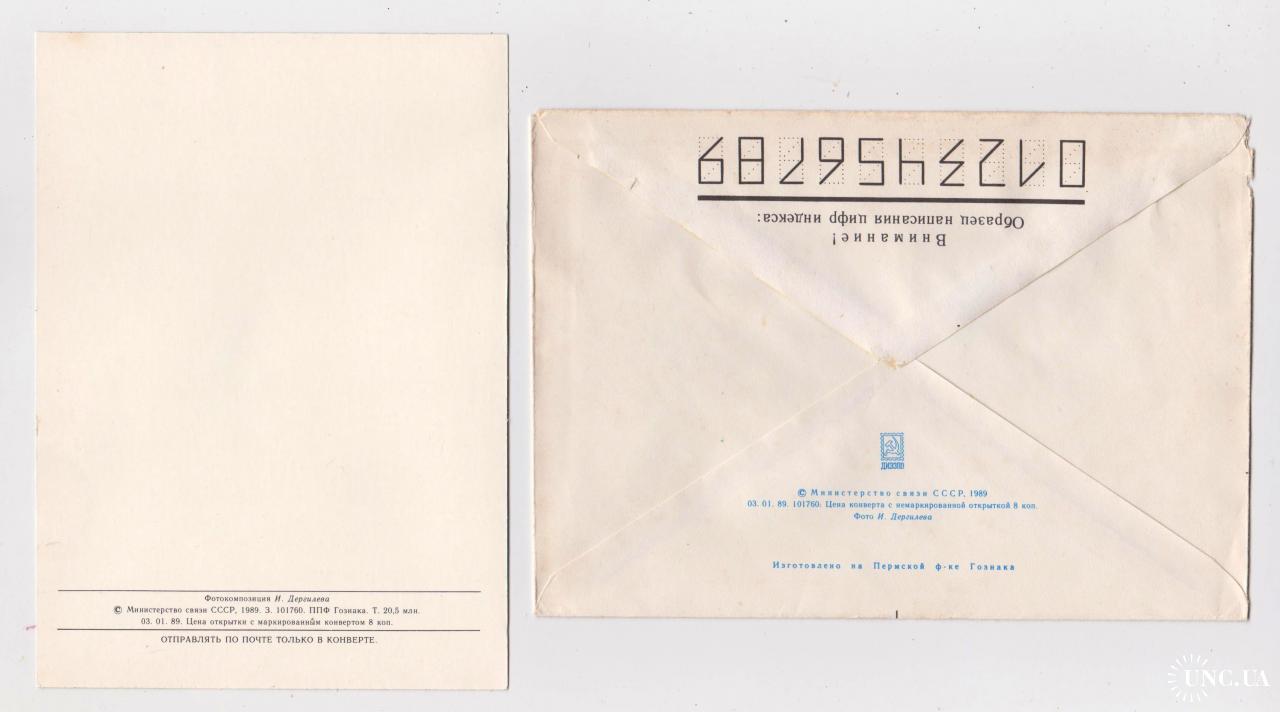 Фотокомпозиция И. Дергилева
© Министерство связи СССР, 1989. З. 101760. ППФ Гознака. Т. 20,5 млн.
03. 01. 89. Цена открытки с маркированным конвертом 8 коп.
ОТПРАВЛЯТЬ ПО ПОЧТЕ ТОЛЬКО В КОНВЕРТЕ.
Внимание!
Образец написания цифр индекса:
0123456789
ДИЭЗПО
© Министерство связи СССР, 1989
03. 01. 89. 101760. Цена конверта с немаркированной открыткой 8 коп.
Фото И. Дергилева
Изготовлено на Пермской ф-ке Гознака
UNC.UA